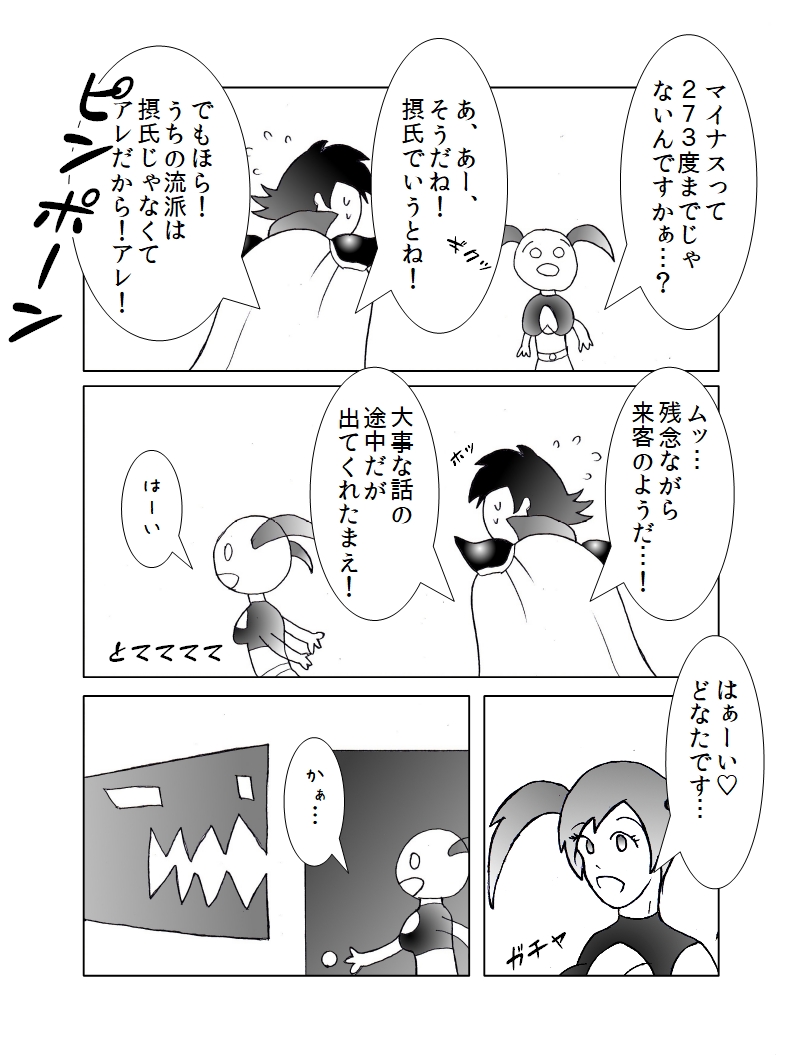 マイナスって
２７３度までじゃ
ないんですかぁ…？
あ、あー、
そうだね！
摂氏でいうとね！
ギクッ
でもほら！
うちの流派は
摂氏じゃなくて
アレだから！アレ！
ピンポーン
ムッ…
残念ながら
来客のようだ…！
ホッ
大事な話の
途中だが
出てくれたまえ！
はーい
とてててて
はぁーい♡
どなたです…
ガチャ
かぁ…